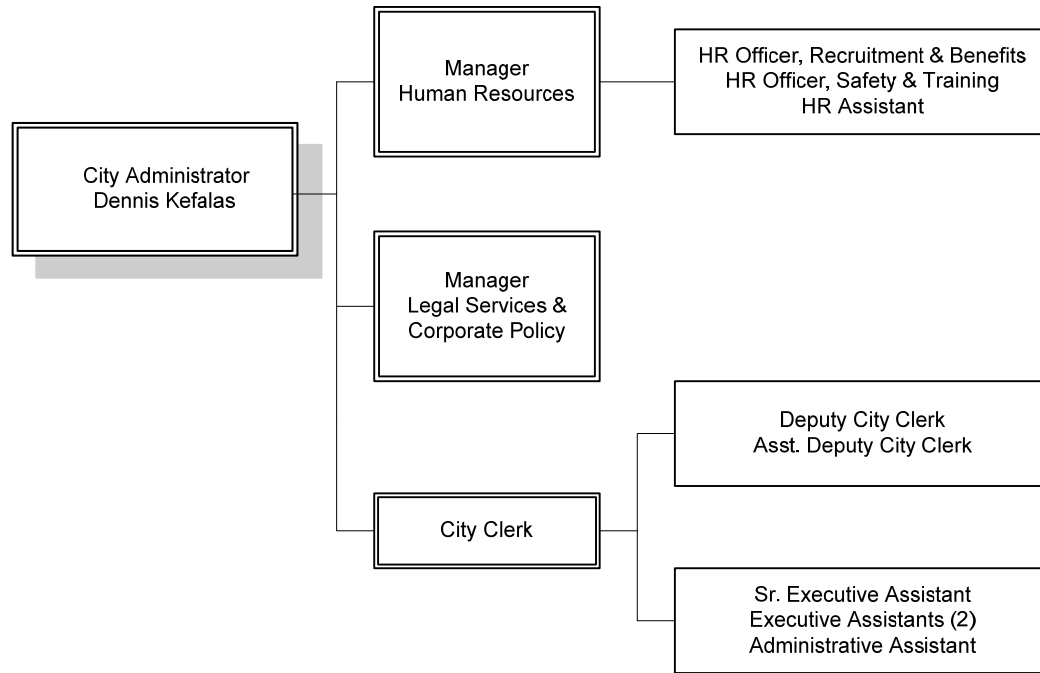 City Administrator
Dennis Kefalas
Manager
Human Resources
HR Officer, Recruitment & Benefits
HR Officer, Safety & Training
HR Assistant
Manager
Legal Services &
Corporate Policy
City Clerk
Deputy City Clerk
Asst. Deputy City Clerk
Sr. Executive Assistant
Executive Assistants (2)
Administrative Assistant